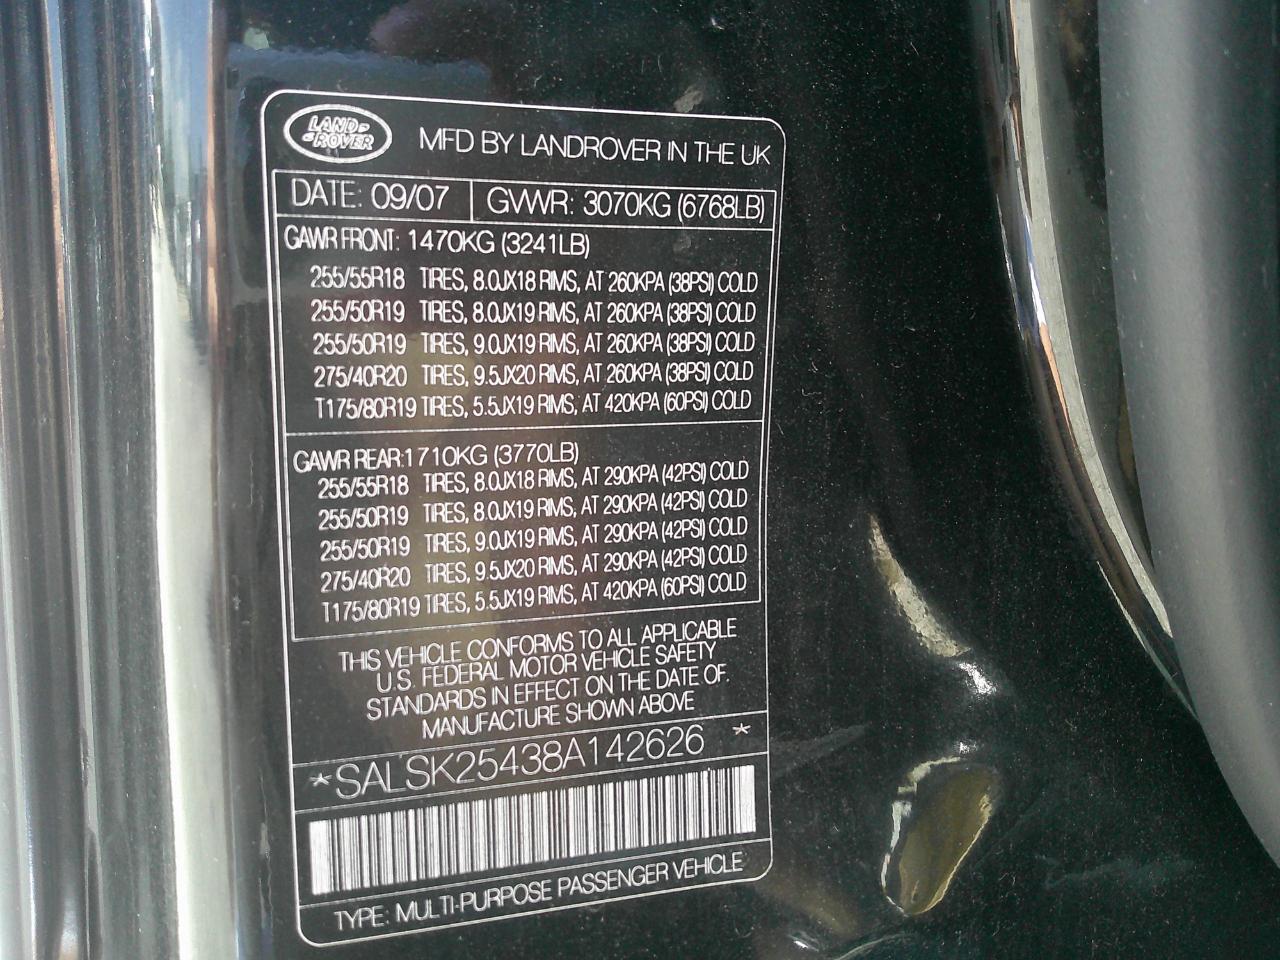 LAND-
-ROVER
MFD BY LANDROVER IN THE UK
DATE: 09/07 GVWR: 3070KG (6768LB)
GAWR FRONT: 1470KG (3241LB)
255/55R18 TIRES, 8.0JX18 RIMS, AT 260KPA (38PSI) COLD
255/50R19 TIRES, 8.0JX19 RIMS, AT 260KPA (38PSI) COLD
255/50R19 TIRES, 9.0JX19 RIMS, AT 260KPA (38PSI) COLD
275/40R20 TIRES, 9.5JX20 RIMS, AT 260KPA (38PSI) COLD
T175/80R19 TIRES, 5.5JX19 RIMS, AT 420KPA (60PSI) COLD
GAWR REAR:1710KG (3770LB)
255/55R18 TIRES, 8.0JX18 RIMS, AT 290KPA (42PSI) COLD
255/50R19 TIRES, 8.0JX19 RIMS, AT 290KPA (42PSI) COLD
255/50R19 TIRES, 9.0JX19 RIMS, AT 290KPA (42PSI) COLD
275/40R20 TIRES, 9.5JX20 RIMS, AT 290KPA (42PSI) COLD
T175/80R19 TIRES, 5.5JX19 RIMS, AT 420KPA (60PSI) COLD
THIS VEHICLE CONFORMS TO ALL APPLICABLE
U.S. FEDERAL MOTOR VEHICLE SAFETY
STANDARDS IN EFFECT ON THE DATE OF.
MANUFACTURE SHOWN ABOVE
*SALSK25438A142626 *
TYPE: MULTI-PURPOSE PASSENGER VEHICLE